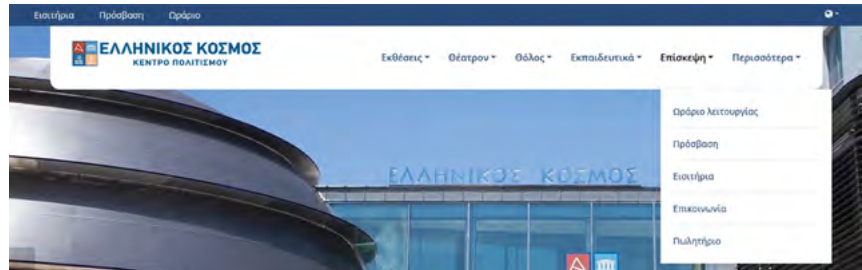 Εισιτήρια Πρόσβαση Ωράριο
ΕΛΛΗΝΙΚΟΣ ΚΟΣΜΟΣ
ΚΕΝΤΡΟ ΠΟΛΙΤΙΣΜΟΥ
Εκθέσεις Θέατρον Θόλος Εκπαιδευτικά Επίσκεψη Περισσότερα
Ωράριο λειτουργίας
Πρόσβαση
Εισιτήρια
Επικοινωνία
Πωλητήριο
ΕΛΛΗΝΙΚΟΣ ΚΟΣΜΟΣ